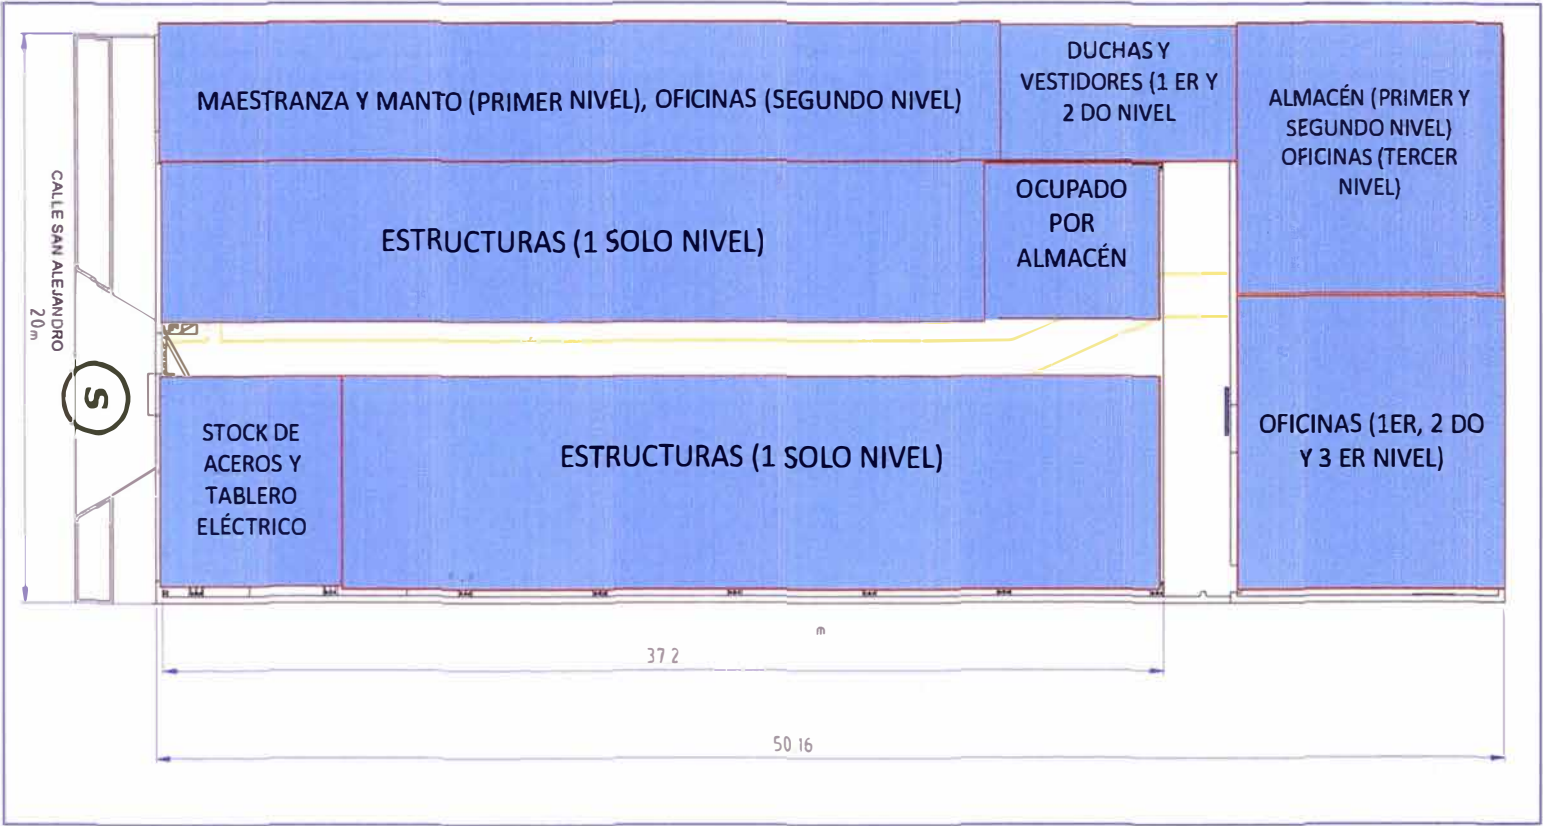 MAESTRANZA Y MANTO (PRIMER NIVEL), OFICINAS (SEGUNDO NIVEL)
DUCHAS Y
VESTIDORES (1 ER Y
2 DO NIVEL
ALMACÉN (PRIMER Y
SEGUNDO NIVEL)
OFICINAS (TERCER
NIVEL)
CALLE SAN ALEJANDRO
20m
ESTRUCTURAS (1 SOLO NIVEL)
OCUPADO
POR
ALMACÉN
S
STOCK DE
ACEROS Y
TABLERO
ELÉCTRICO
ESTRUCTURAS (1 SOLO NIVEL)
OFICINAS (1ER, 2 DO
Y 3 ER NIVEL)
m
37 2
50 16